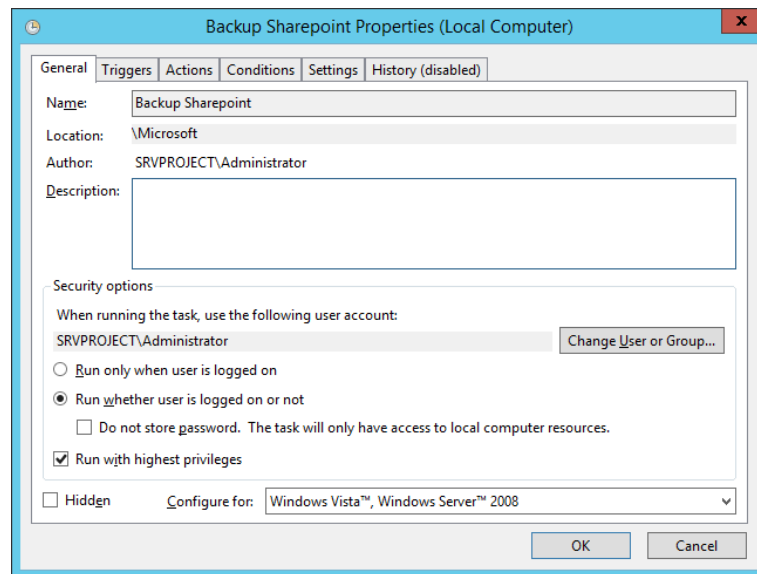 Backup Sharepoint Properties (Local Computer)
x
General Triggers Actions Conditions Settings History (disabled)
Name: Backup Sharepoint
Location: \Microsoft
Author: SRVPROJECT\Administrator
Description:
Security options
When running the task, use the following user account:
SRVPROJECT\Administrator Change User or Group...
Run only when user is logged on
Run whether user is logged on or not
Do not store password. The task will only have access to local computer resources.
Run with highest privileges
Hidden Configure for: Windows Vista™, Windows Server™ 2008
OK Cancel